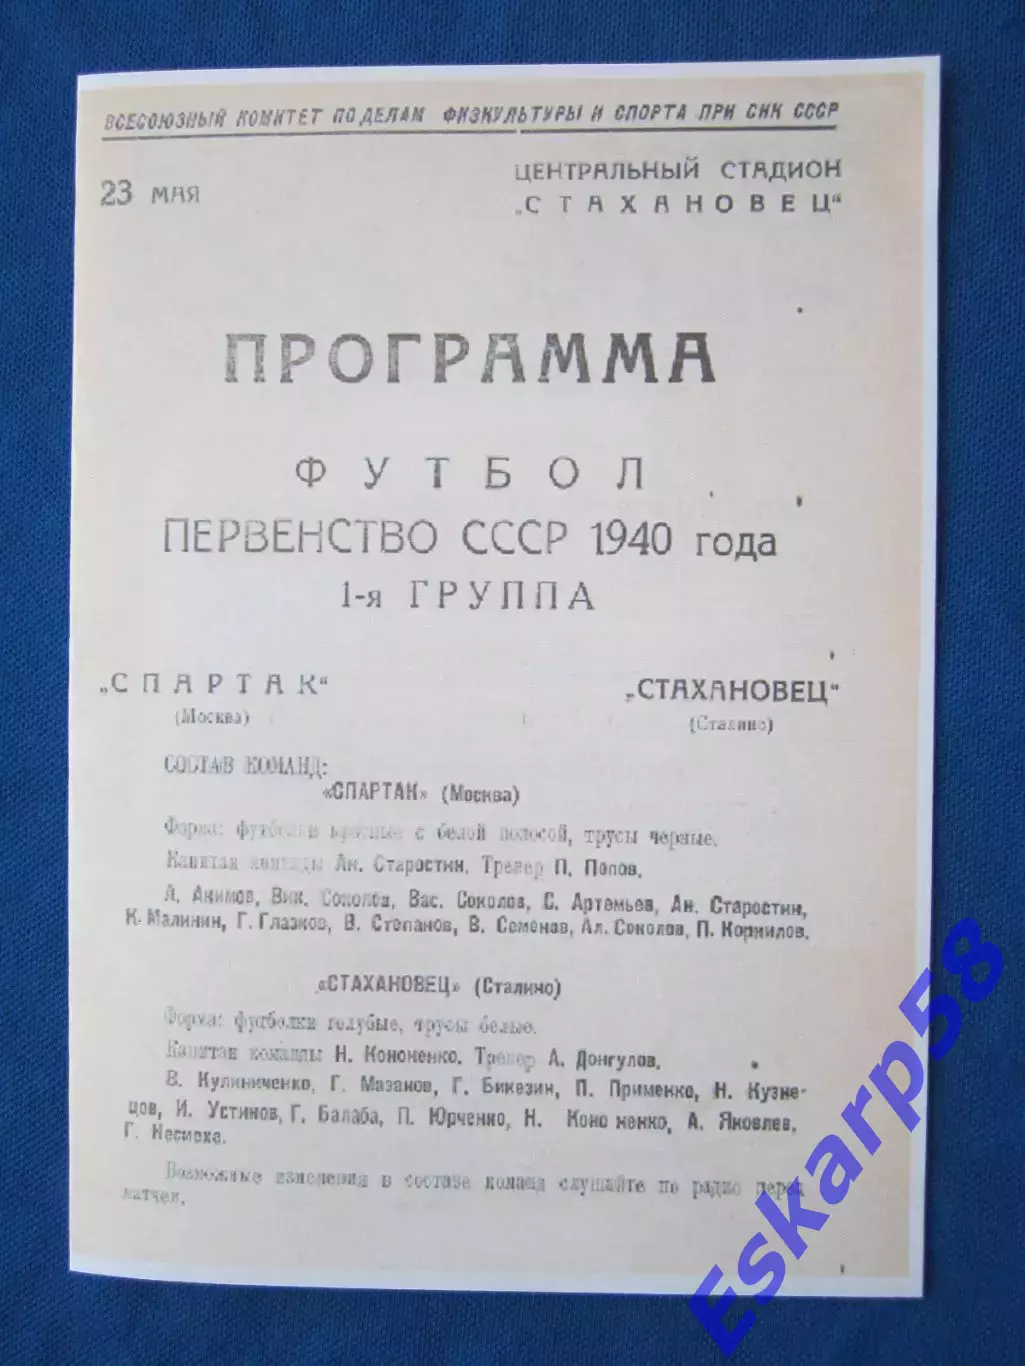 ВСЕСОЮЗНЫЙ КОМИТЕТ ПО ДЕЛАМ ФИЗКУЛЬТУРЫ И СПОРТА ПРИ СНК СССР
23 МАЯ
ЦЕНТРАЛЬНЫЙ СТАДИОН
„СТАХАНОВЕЦ“
ПРОГРАММА
ФУТБОЛ
ПЕРВЕНСТВО СССР 1940 года
1-я ГРУППА
„СПАРТАК“
(Москва)
„СТАХАНОВЕЦ“
(Сталино)
СОСТАВ КОМАНД:
«СПАРТАК» (Москва)
Форма: футболки красные с белой полосой, трусы черные.
Капитан команды Ан. Старостин. Тренер П. Попов.
А. Акимов, Вик. Соколов, Вас. Соколов, С. Артемьев, Ан. Старостин,
К. Малинин, Г. Глазков, В. Степанов, В. Семенов, Ал. Соколов, П. Корнилов.
«СТАХАНОВЕЦ» (Сталино)
Форма: футболки голубые, трусы белые.
Капитан команды Н. Кононенко. Тренер А. Донгулов.
В. Кулиниченко, Г. Мазанов, Г. Бикезин, П. Применко, Н. Кузне-
цов, И. Устинов, Г. Балаба, П. Юрченко, Н. Кононенко, А. Яковлев,
Г.
Возможные изменения в составе команд слушайте по радио перед
матчем.
Eskarp58